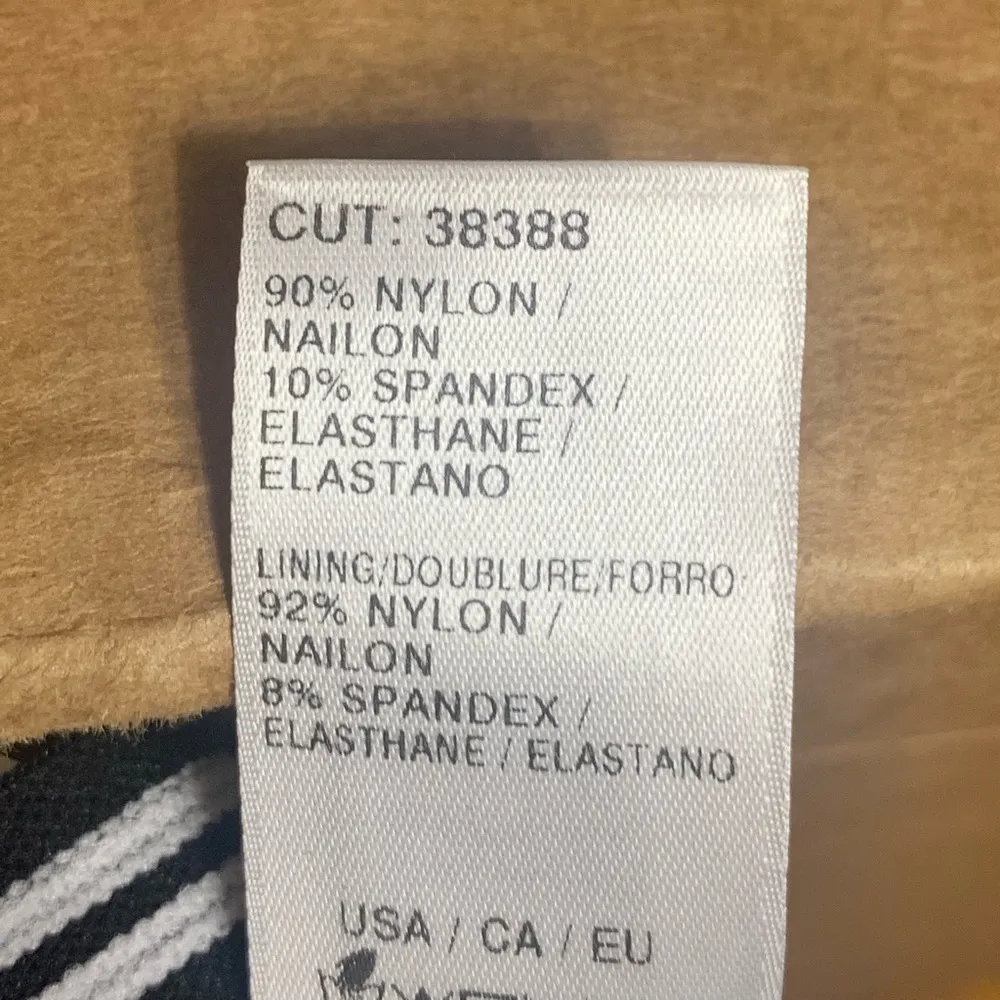 CUT: 38388
90% NYLON /
NAILON
10% SPANDEX /
ELASTHANE /
ELASTANO
LINING/DOUBLURE/FORRO:
92% NYLON /
NAILON
8% SPANDEX /
ELASTHANE / ELASTANO
USA / CA / EU